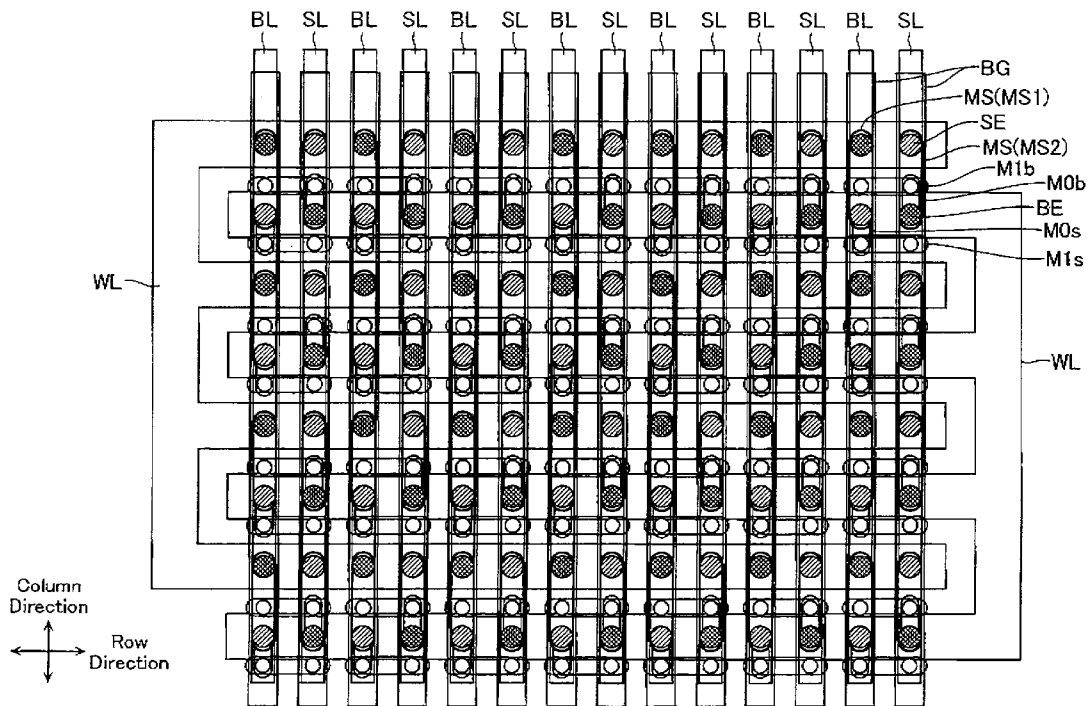 BL SL BL SL BL SL BL SL BL SL BL SL BL SL
BG
MS(MS1)
SE
MS(MS2)
M1b
M0b
BE
M0s
M1s
WL
WL
Column
Direction
Row
Direction